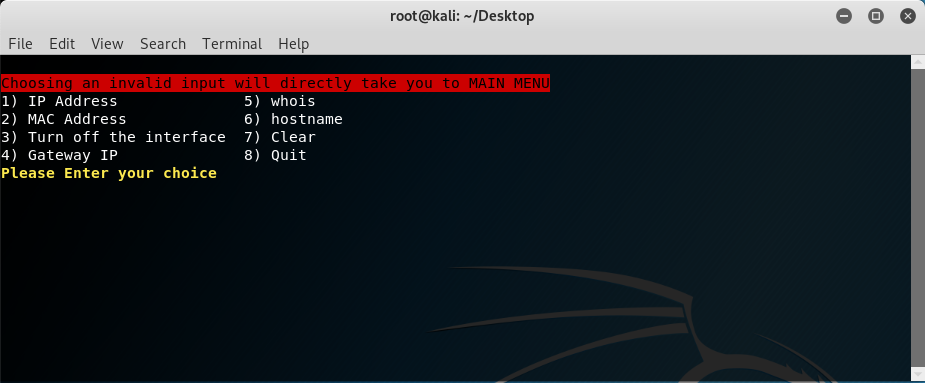 root@kali: ~/Desktop
File Edit View Search Terminal Help
Choosing an invalid input will directly take you to MAIN MENU
1) IP Address 5) whois
2) MAC Address 6) hostname
3) Turn off the interface 7) Clear
4) Gateway IP 8) Quit
Please Enter your choice